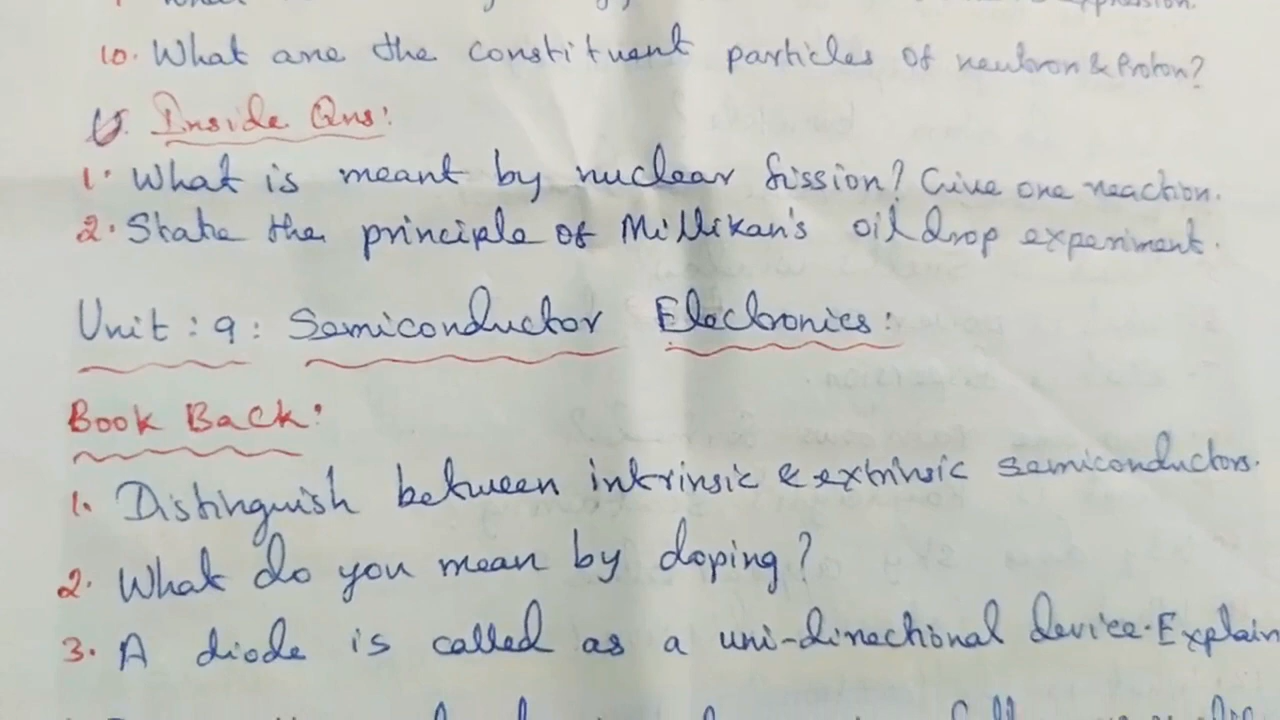 expression.
10. What are the constituent particles of neutron & Proton?
Inside Qns:
1. What is meant by nuclear fission? Give one reaction.
2. State the principle of Millikan's oil drop experiment.
Unit : 9 : Semiconductor Electronics:
Book Back:
1. Distinguish between intrinsic & extrinsic semiconductors.
2. What do you mean by doping?
3. A diode is called as a uni-directional device. Explain